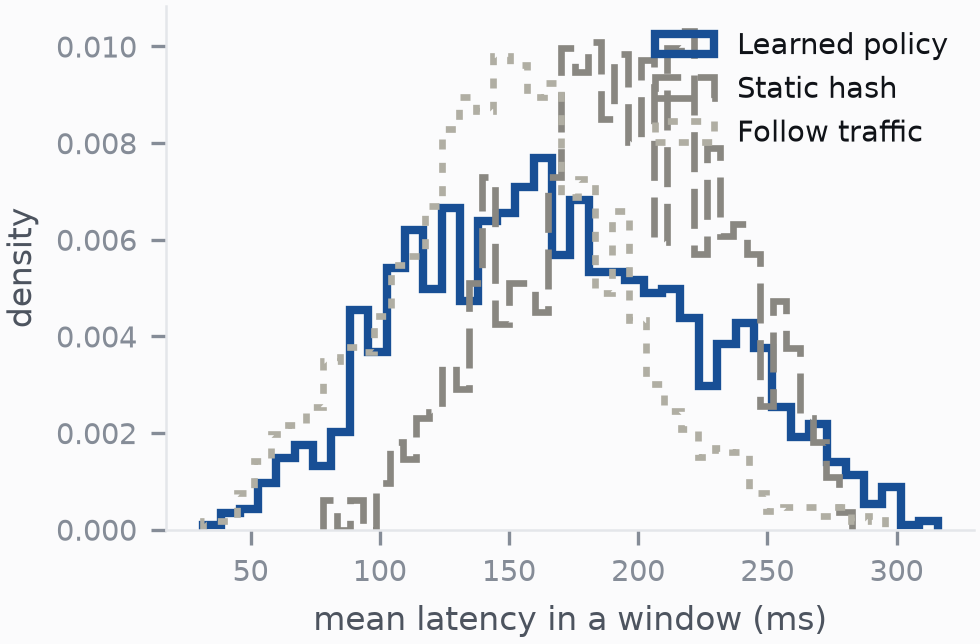 Learned policy
Static hash
Follow traffic
density
0.010
0.008
0.006
0.004
0.002
0.000
50 100 150 200 250 300
mean latency in a window (ms)